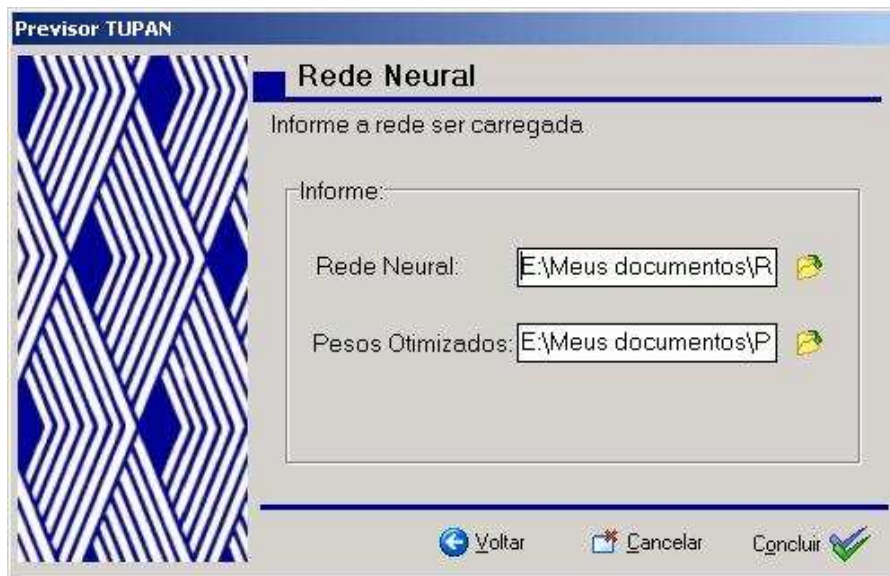 Previsor TUPAN
Rede Neural
Informe a rede ser carregada
Informe:
Rede Neural: E:\Meus documentos\R
Pesos Otimizados: E:\Meus documentos\P
Voltar Cancelar Concluir